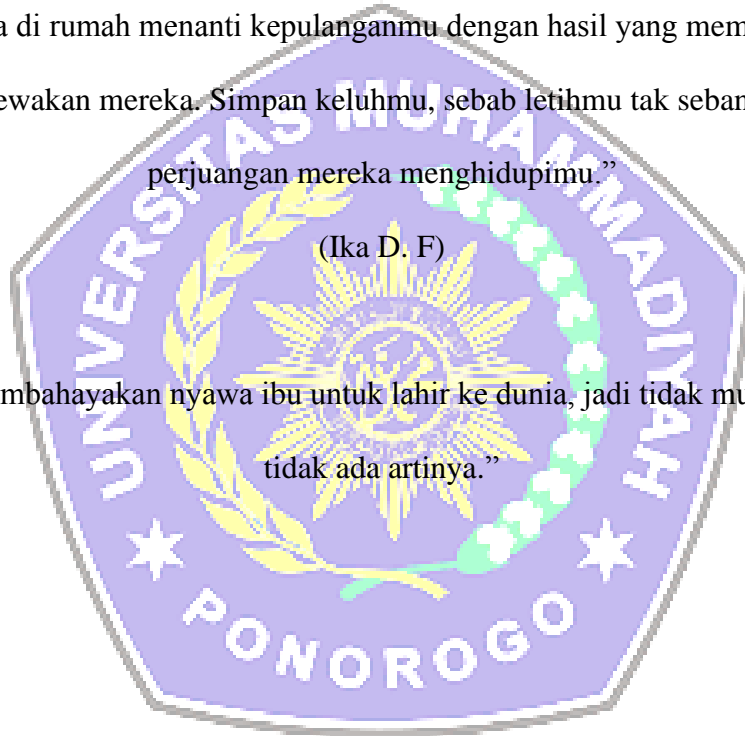 a di rumah menanti kepulanganmu dengan hasil yang mem
ewakan mereka. Simpan keluhmu, sebab letihmu tak seban
perjuangan mereka menghidupimu.”
(Ika D. F)
mbahayakan nyawa ibu untuk lahir ke dunia, jadi tidak mu
tidak ada artinya.”
UNIVERSITAS MUHAMMADIYAH
PONOROGO